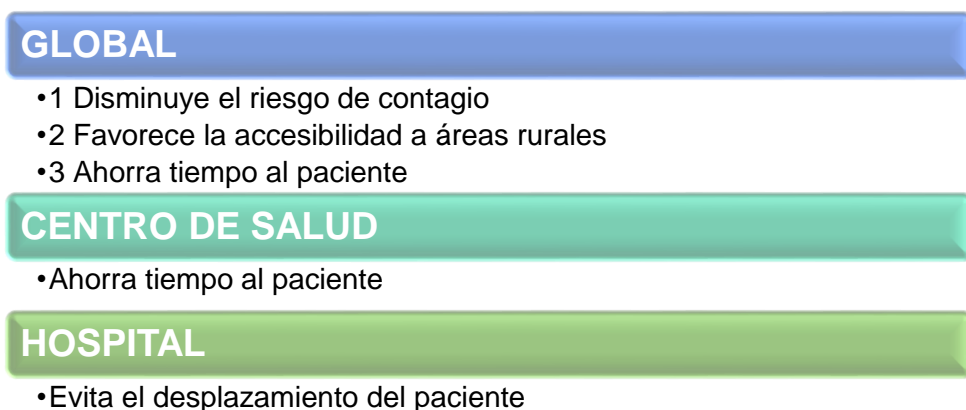 GLOBAL
•1 Disminuye el riesgo de contagio
•2 Favorece la accesibilidad a áreas rurales
•3 Ahorra tiempo al paciente
CENTRO DE SALUD
•Ahorra tiempo al paciente
HOSPITAL
•Evita el desplazamiento del paciente